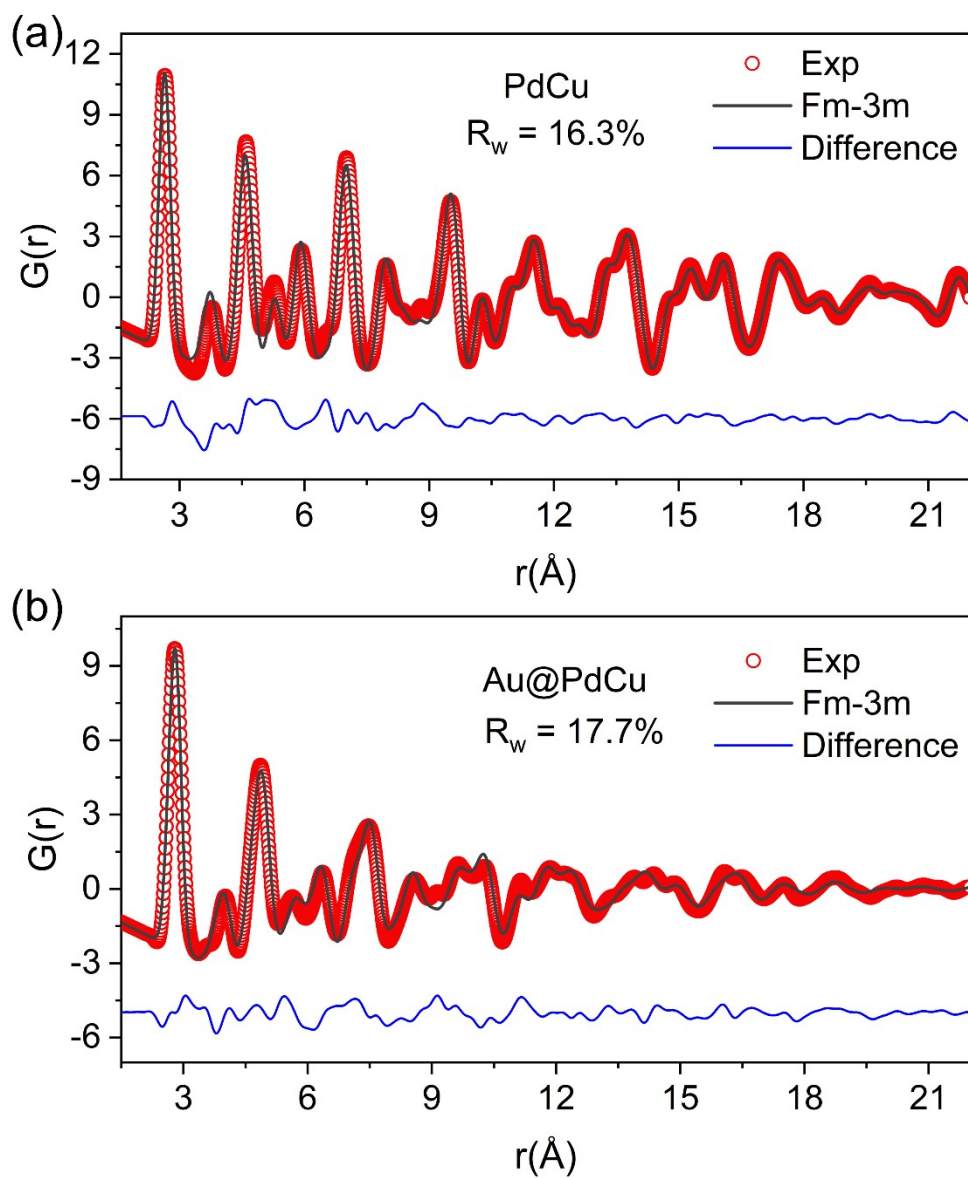 (a)
12
9
6
3
0
-3
-6
-9
G(r)
PdCu
R_w = 16.3%
Exp
Fm-3m
Difference
3 6 9 12 15 18 21
r(Å)
(b)
9
6
3
0
-3
-6
G(r)
Au@PdCu
R_w = 17.7%
Exp
Fm-3m
Difference
3 6 9 12 15 18 21
r(Å)